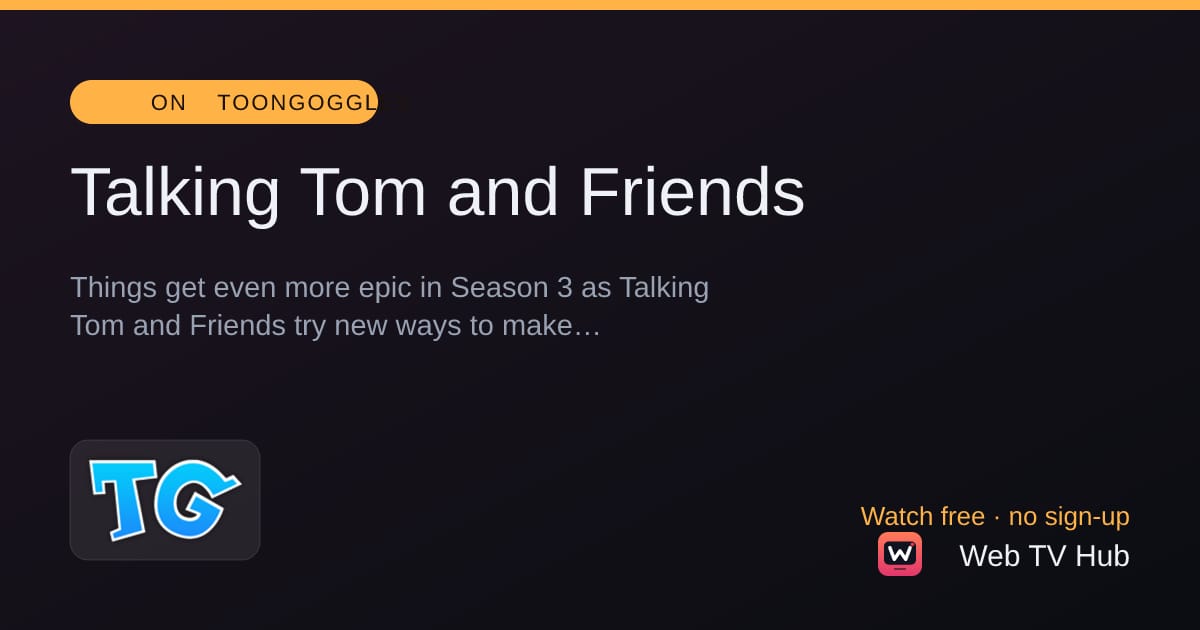 ON TOONGOGGL
Talking Tom and Friends
Things get even more epic in Season 3 as Talking
Tom and Friends try new ways to make…
TG
Watch free · no sign-up
W
Web TV Hub